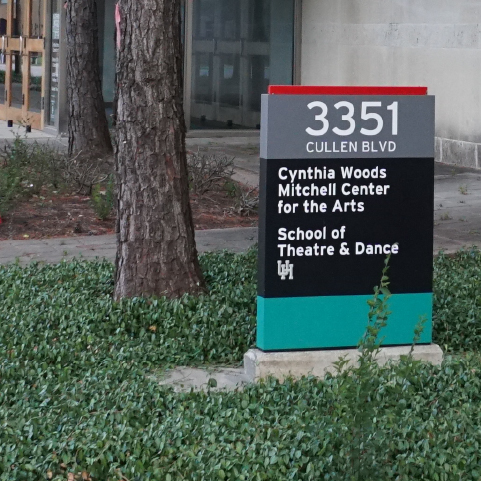 3351
CULLEN BLVD
Cynthia Woods
Mitchell Center
for the Arts
School of
Theatre & Dance
UH